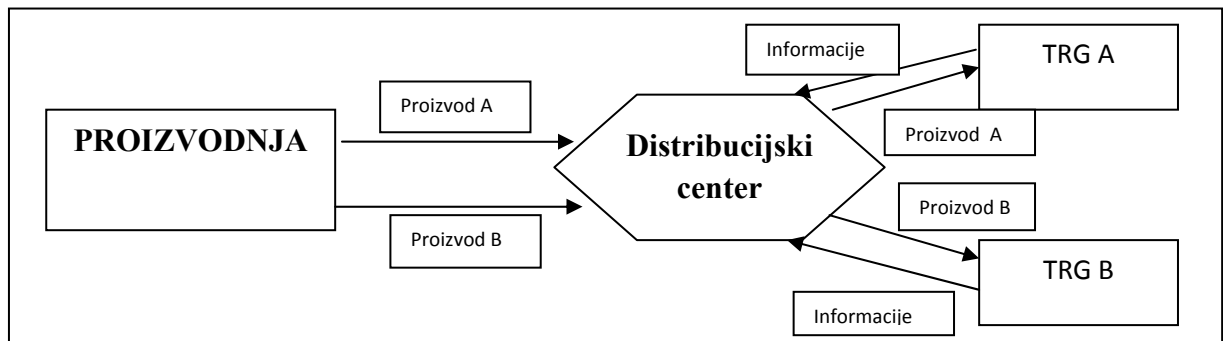 Informacije
TRG A
Proizvod A
PROIZVODNJA
Distribucijski
center
Proizvod A
Proizvod B
Proizvod B
TRG B
Informacije